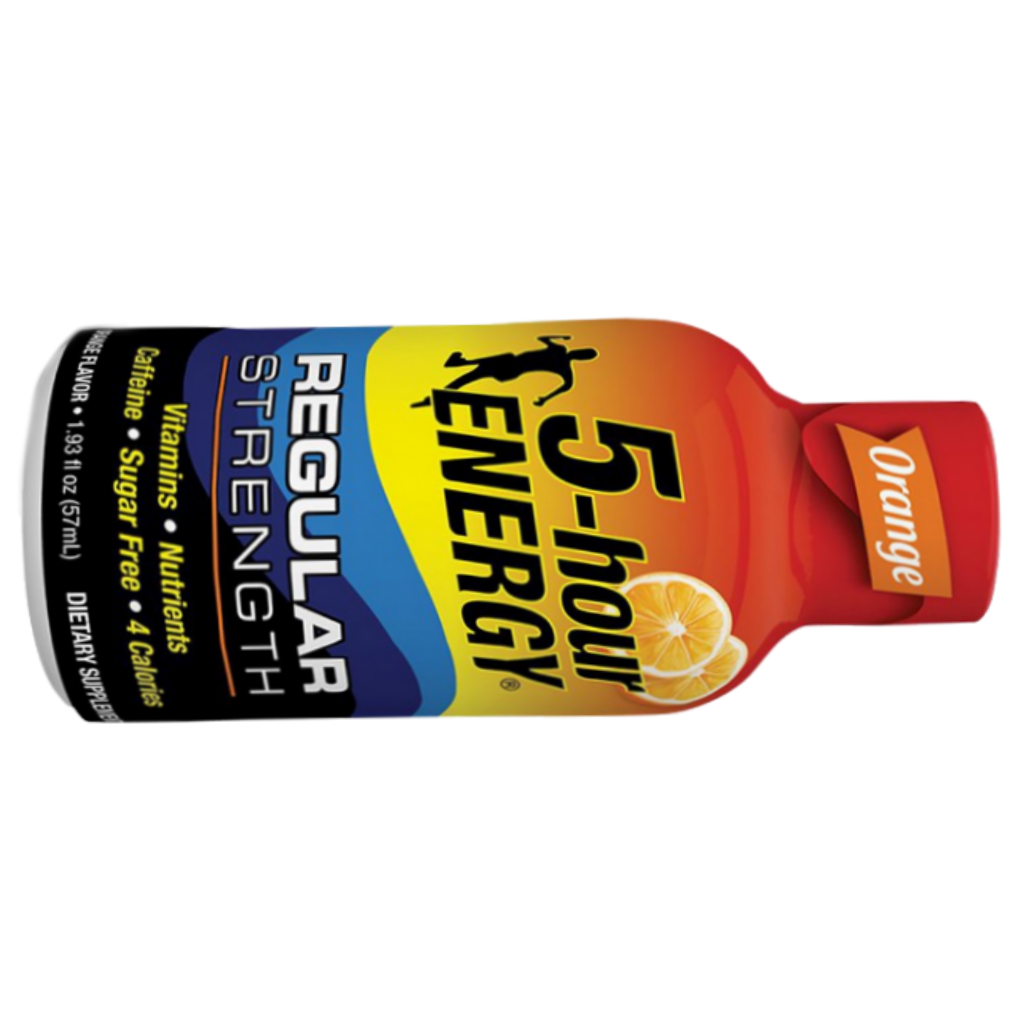 Orange
5-hour
ENERGY®
REGULAR
STRENGTH
Vitamins • Nutrients
Caffeine • Sugar Free • 4 Calories
FLAVOR • 1.93 fl oz (57mL) DIETARY